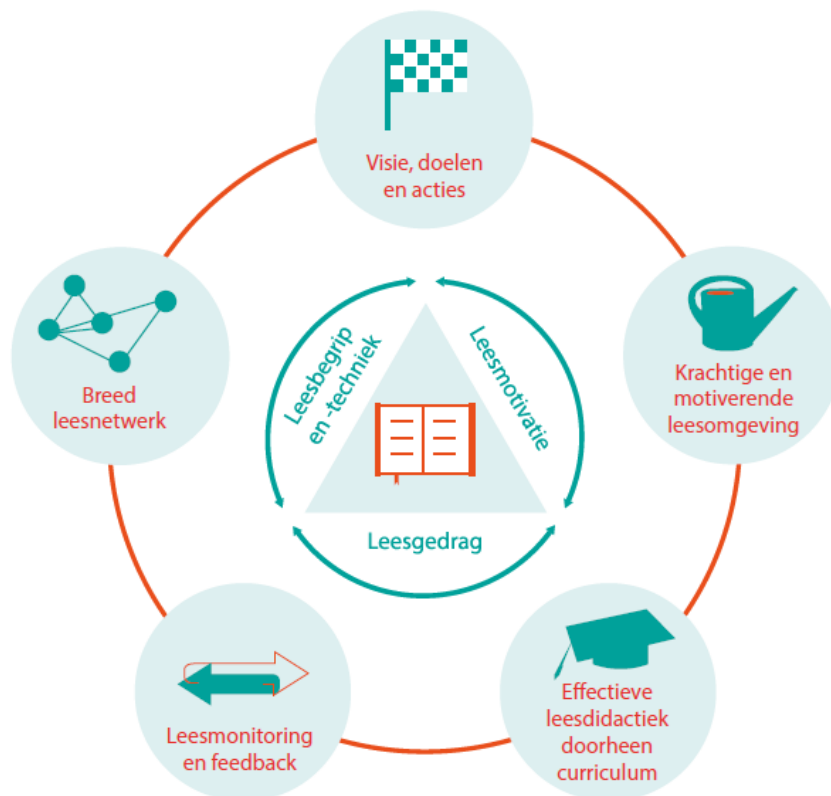 Visie, doelen
en acties
Krachtige en
motiverende
leesomgeving
Effectieve
leesdidactiek
doorheen
curriculum
Leesmonitoring
en feedback
Breed
leesnetwerk
Leesbegrip
en -techniek
Leesmotivatie
Leesgedrag